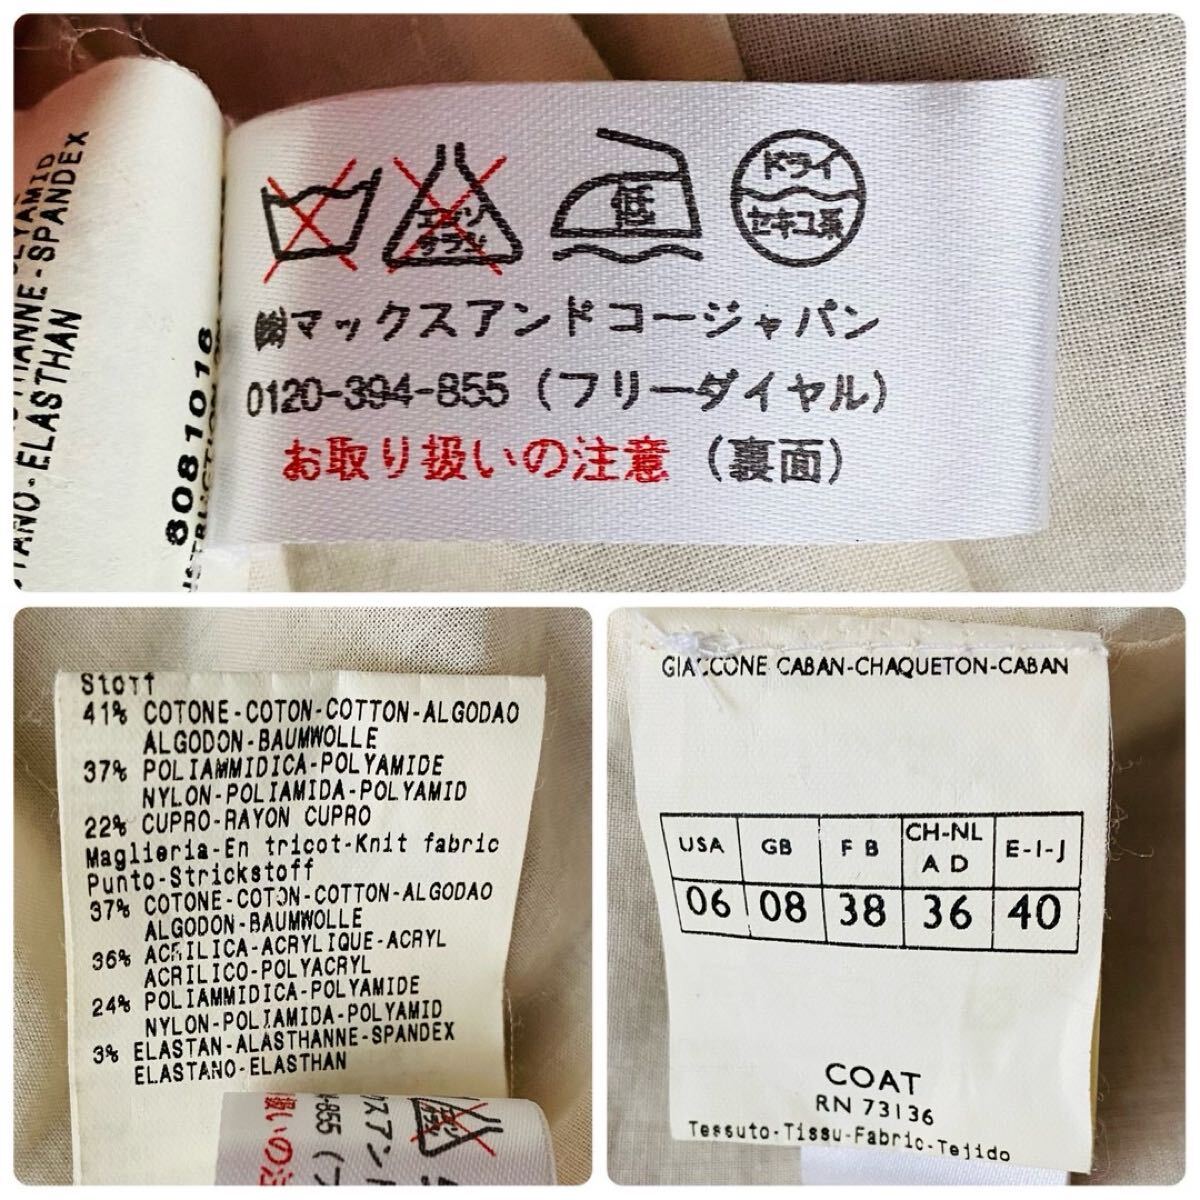 LYAMID
THANNE-SPANDEX
TANO-ELASTHAN
8081018
エンソ
サラシ
低
ドライ
セキユ系
㈱マックスアンドコージャパン
0120-394-855（フリーダイヤル）
お取り扱いの注意（裏面）
Stoff
41% COTONE-COTON-COTTON-ALGODAO
ALGODON-BAUMWOLLE
37% POLIAMMIDICA-POLYAMIDE
NYLON-POLIAMIDA-POLYAMID
22% CUPRO-RAYON CUPRO
Maglieria-En tricot-Knit fabric
Punto-Strickstoff
37% COTONE-COTON-COTTON-ALGODAO
ALGODON-BAUMWOLLE
36% ACRILICA-ACRYLIQUE-ACRYL
ACRILICO-POLYACRYL
24% POLIAMMIDICA-POLYAMIDE
NYLON-POLIAMIDA-POLYAMID
3% ELASTAN-ALASTHANNE-SPANDEX
ELASTANO-ELASTHAN
GIACCONE CABAN-CHAQUETON-CABAN
USA GB F B CH-NL A D E-I-J
06 08 38 36 40
COAT
RN 73136
Tessuto-Tissu-Fabric-Tejido